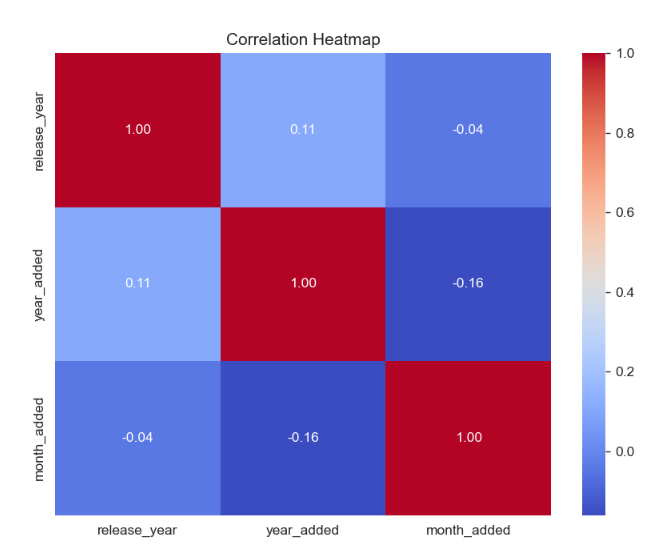 Correlation Heatmap
release_year
1.00 0.11 -0.04
year_added
0.11 1.00 -0.16
month_added
-0.04 -0.16 1.00
release_year year_added month_added
1.0
0.8
0.6
0.4
0.2
0.0